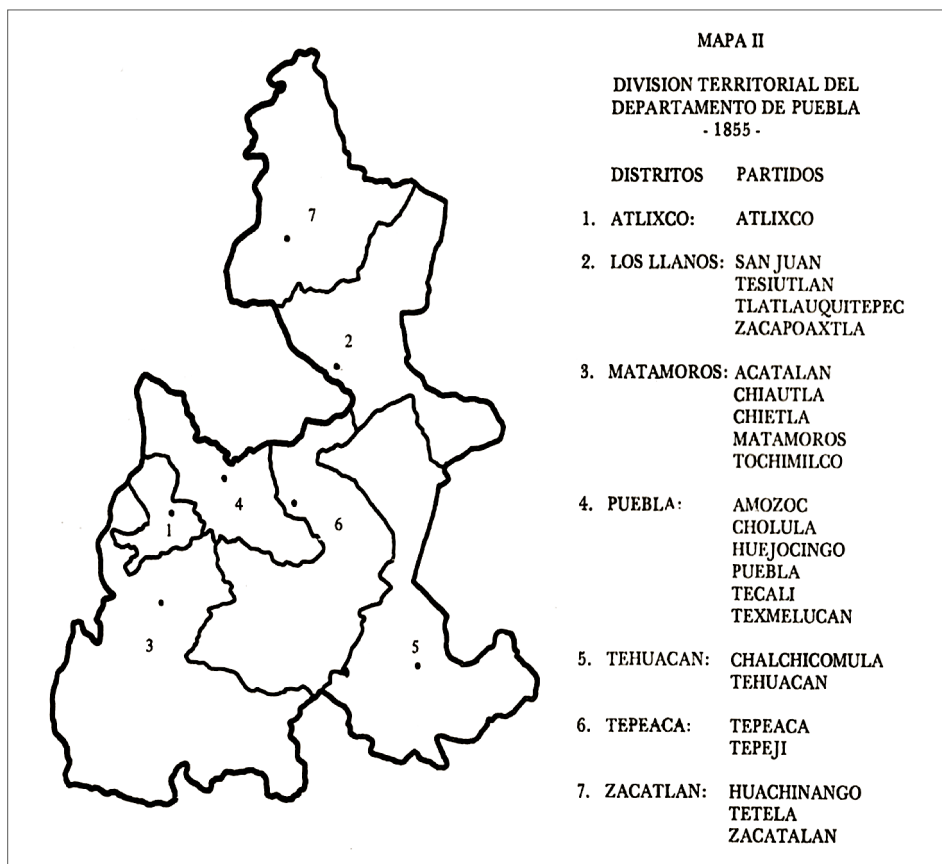 MAPA II
DIVISION TERRITORIAL DEL
DEPARTAMENTO DE PUEBLA
- 1855 -
DISTRITOS PARTIDOS
1. ATLIXCO: ATLIXCO
2. LOS LLANOS: SAN JUAN
TESIUTLAN
TLATLAUQUITEPEC
ZACAPOAXTLA
3. MATAMOROS: ACATALAN
CHIAUTLA
CHIETLA
MATAMOROS
TOCHIMILCO
4. PUEBLA: AMOZOC
CHOLULA
HUEJOCINGO
PUEBLA
TECALI
TEXMELUCAN
5. TEHUACAN: CHALCHICOMULA
TEHUACAN
6. TEPEACA: TEPEACA
TEPEJI
7. ZACATLAN: HUACHINANGO
TETELA
ZACATALAN
7
2
4
6
1
3
5